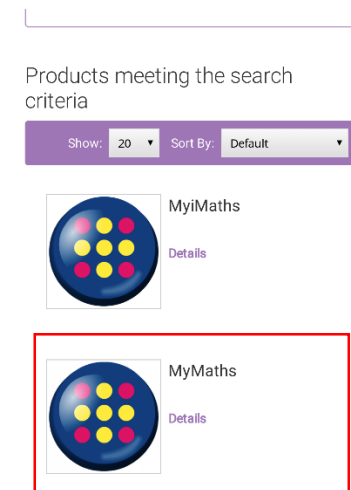 Products meeting the search
criteria
Show: 20 Sort By: Default
MyiMaths
Details
MyMaths
Details